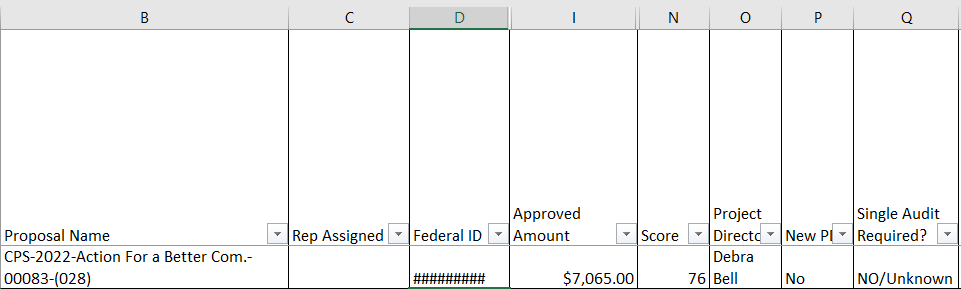 B C D I N O P Q
Approved Project Single Audit
Proposal Name Rep Assigned Federal ID Amount Score Directo New PI Required?
CPS-2022-Action For a Better Com.- Debra
00083-(028) ######### $7,065.00 76 Bell No NO/Unknown